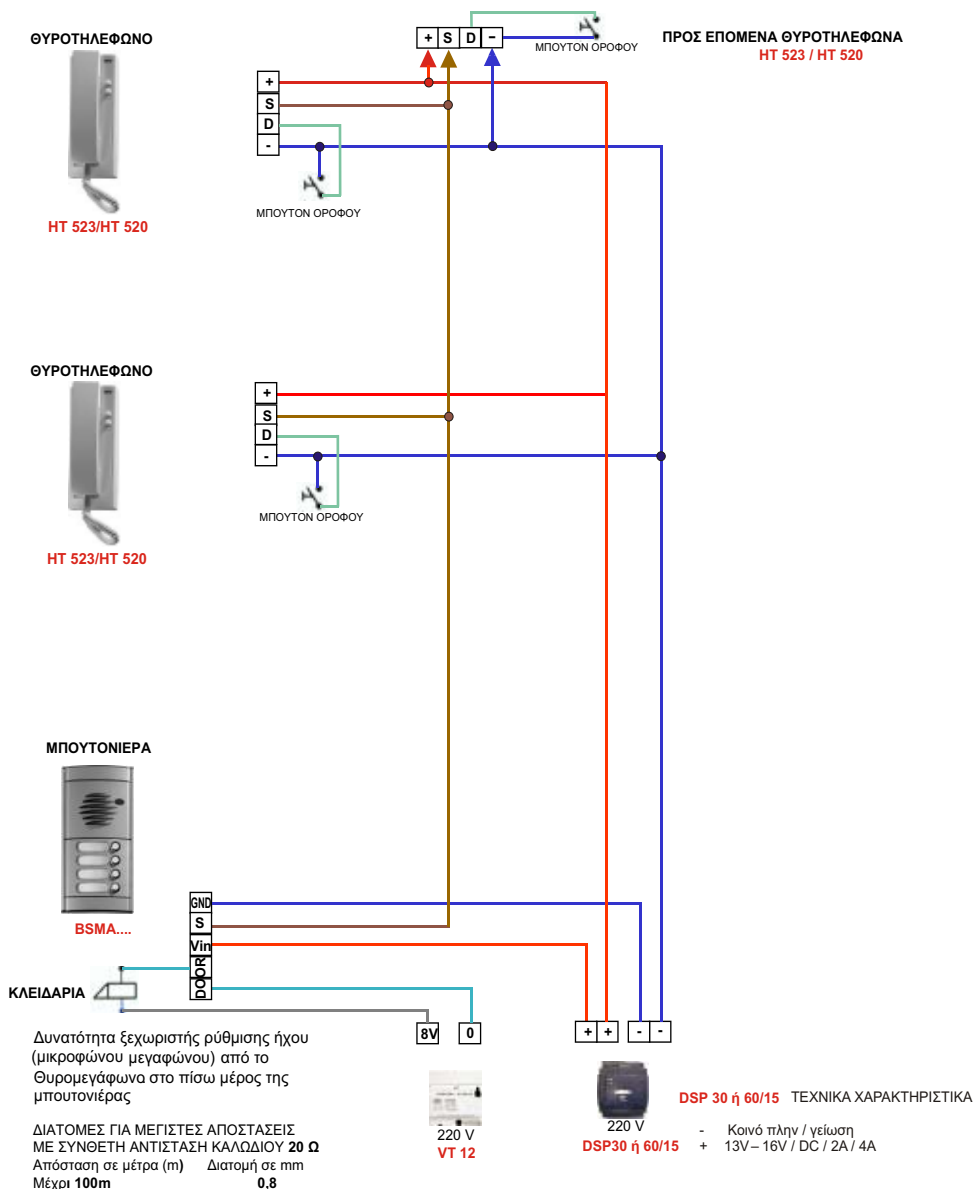 ΘΥΡΟΤΗΛΕΦΩΝΟ
+ S D –
ΜΠΟΥΤΟΝ ΟΡΟΦΟΥ
ΠΡΟΣ ΕΠΟΜΕΝΑ ΘΥΡΟΤΗΛΕΦΩΝΑ
HT 523 / HT 520
+
S
D
-
ΜΠΟΥΤΟΝ ΟΡΟΦΟΥ
HT 523/HT 520
ΘΥΡΟΤΗΛΕΦΩΝΟ
+
S
D
-
ΜΠΟΥΤΟΝ ΟΡΟΦΟΥ
HT 523/HT 520
ΜΠΟΥΤΟΝΙΕΡΑ
BSMA....
GND
S
Vin
DOOR
ΚΛΕΙΔΑΡΙΑ
8V 0
+ + - -
Δυνατότητα ξεχωριστής ρύθμισης ήχου
(μικροφώνου μεγαφώνου) από το
Θυρομεγάφωνο στο πίσω μέρος της
μπουτονιέρας
220 V
VT 12
220 V
DSP30 ή 60/15
DSP 30 ή 60/15 ΤΕΧΝΙΚΑ ΧΑΡΑΚΤΗΡΙΣΤΙΚΑ
- Κοινό πλην / γείωση
+ 13V – 16V / DC / 2A / 4A
ΔΙΑΤΟΜΕΣ ΓΙΑ ΜΕΓΙΣΤΕΣ ΑΠΟΣΤΑΣΕΙΣ
ΜΕ ΣΥΝΘΕΤΗ ΑΝΤΙΣΤΑΣΗ ΚΑΛΩΔΙΟΥ 20 Ω
Απόσταση σε μέτρα (m) Διατομή σε mm
Μέχρι 100m 0,8